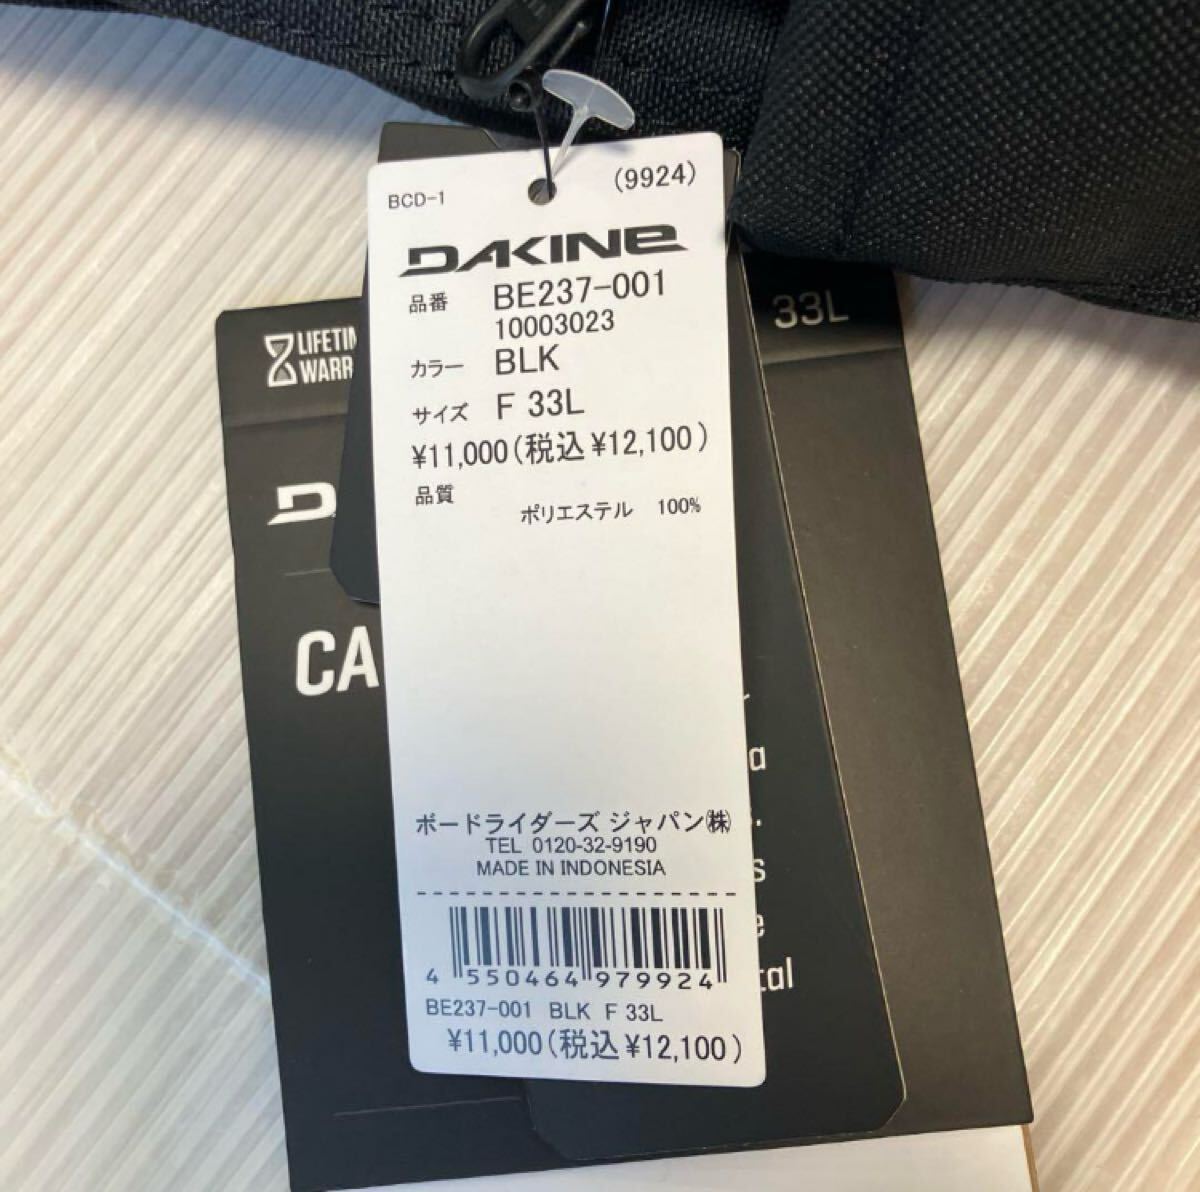 BCD-1 (9924)
DAKINE
品番 BE237-001
10003023
カラー BLK
サイズ F 33L
¥11,000(税込¥12,100)
品質
ポリエステル 100%
ボードライダーズ ジャパン㈱
TEL 0120-32-9190
MADE IN INDONESIA
4 550464 979924
BE237-001 BLK F 33L
¥11,000(税込¥12,100)
33L